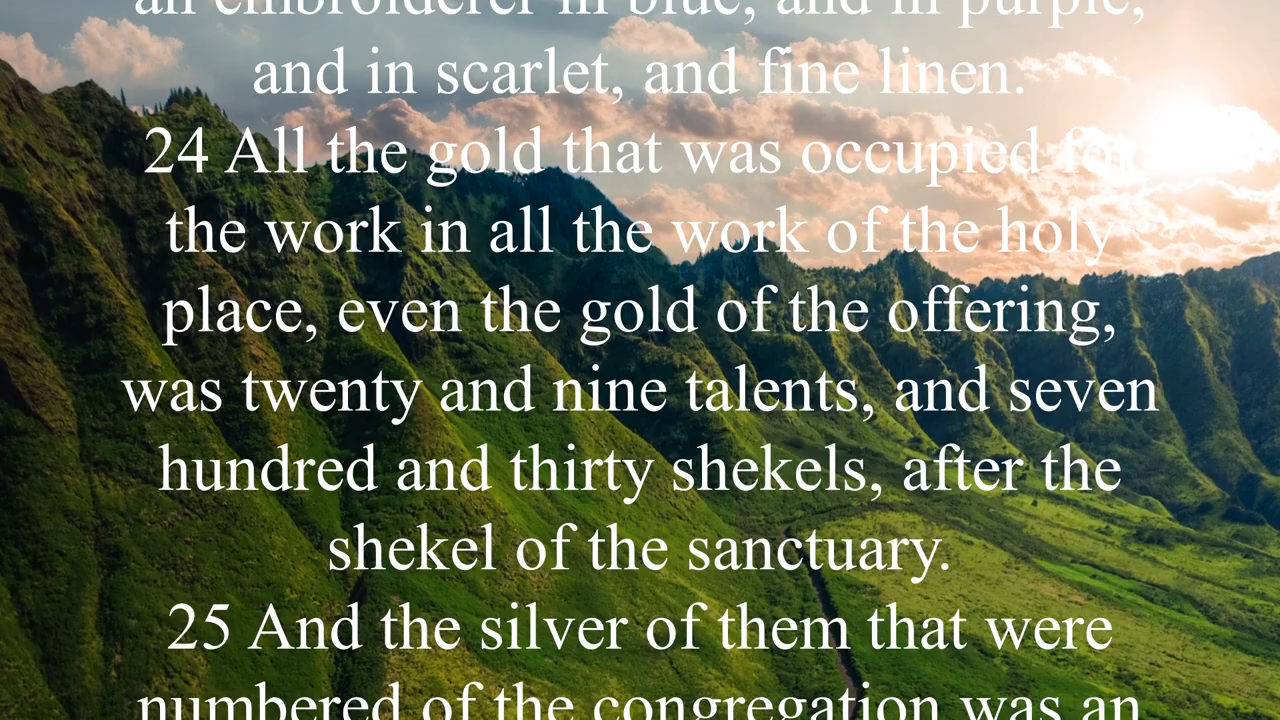 an embroiderer in blue, and in purple,
and in scarlet, and fine linen.
24 All the gold that was occupied for
the work in all the work of the holy
place, even the gold of the offering,
was twenty and nine talents, and seven
hundred and thirty shekels, after the
shekel of the sanctuary.
25 And the silver of them that were
numbered of the congregation was an